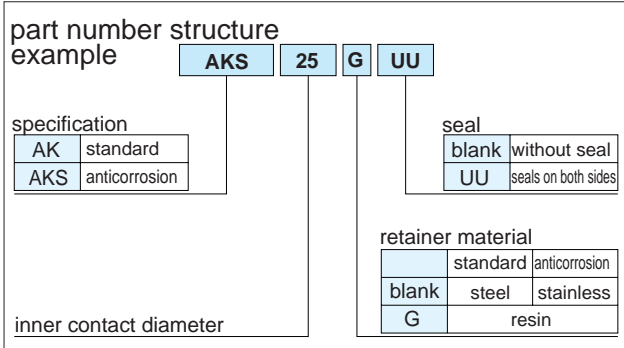 part number structure
example
AKS 25 G UU
specification
AK standard
AKS anticorrosion
seal
blank without seal
UU seals on both sides
retainer material
standard anticorrosion
blank steel stainless
G resin
inner contact diameter